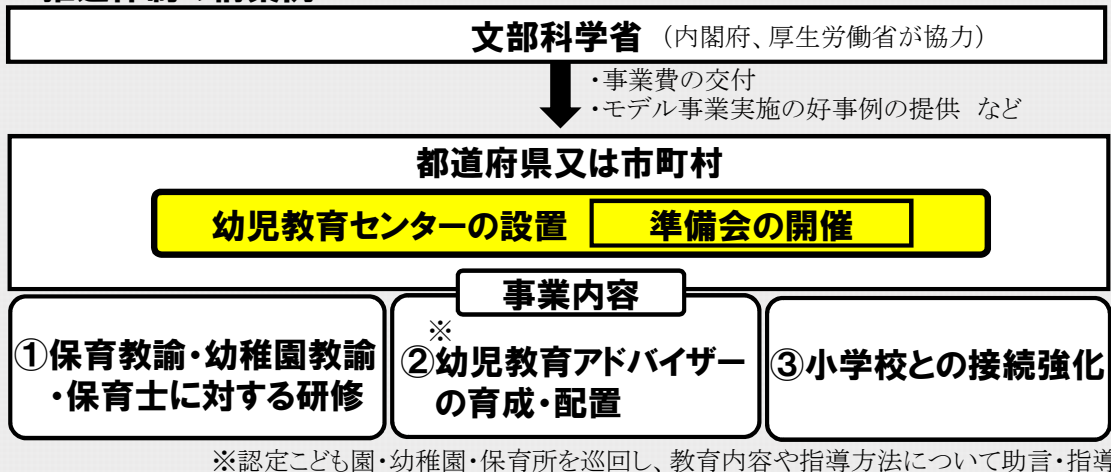 文部科学省 (内閣府、厚生労働省が協力)
・事業費の交付
・モデル事業実施の好事例の提供 など
都道府県又は市町村
幼児教育センターの設置 準備会の開催
事業内容
①保育教諭・幼稚園教諭
・保育士に対する研修
※
②幼児教育アドバイザー
の育成・配置
③小学校との接続強化
※認定こども園・幼稚園・保育所を巡回し、教育内容や指導方法について助言・指導